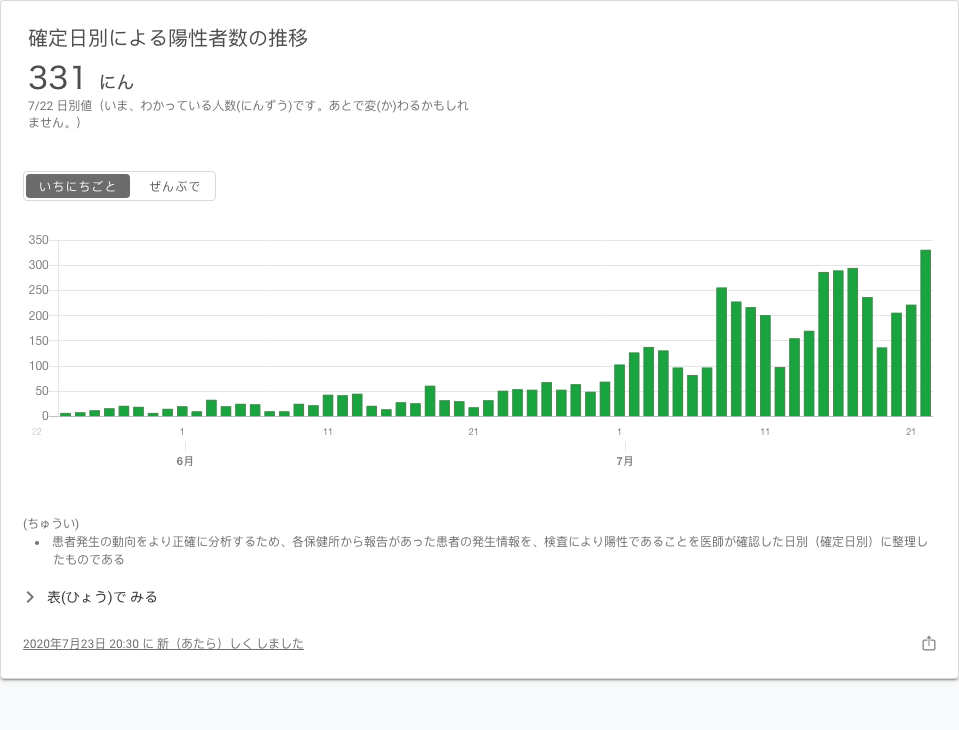 確定日別による陽性者数の推移
331 にん
7/22 日別値（いま、わかっている人数(にんずう)です。あとで変(か)わるかもしれ
ません。）
いちにちごと ぜんぶで
350
300
250
200
150
100
50
0
22 1 11 21 1 11 21
6月 7月
(ちゅうい)
• 患者発生の動向をより正確に分析するため、各保健所から報告があった患者の発生情報を、検査により陽性であることを医師が確認した日別（確定日別）に整理し
たものである
表(ひょう)で みる
2020年7月23日 20:30 に 新（あたら）しく しました